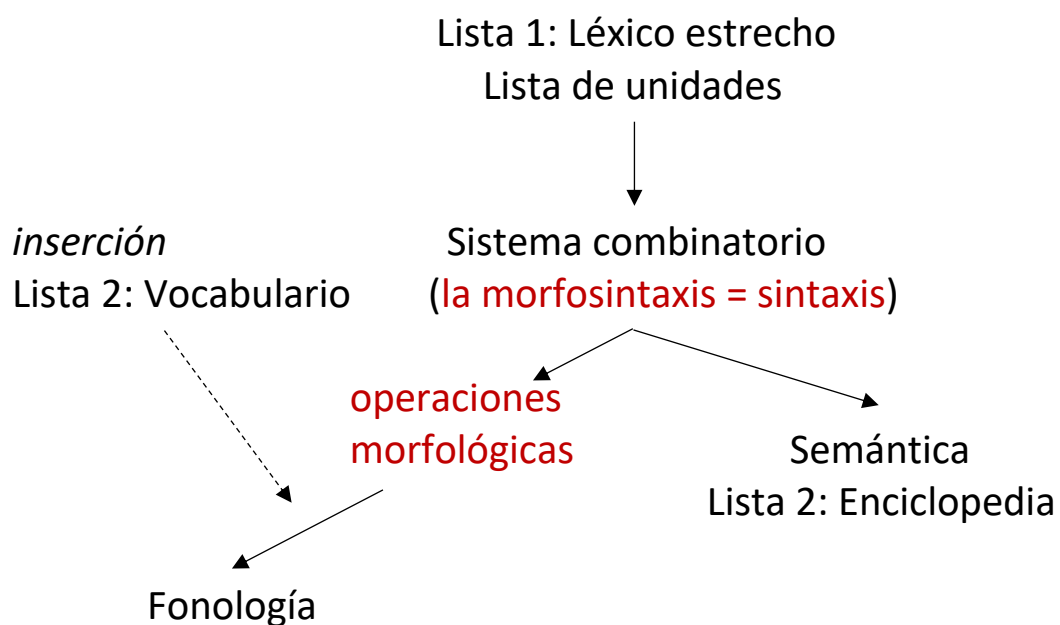 Lista 1: Léxico estrecho
Lista de unidades
inserción
Lista 2: Vocabulario
Sistema combinatorio
(la morfosintaxis = sintaxis)
operaciones
morfológicas
Semántica
Lista 2: Enciclopedia
Fonología